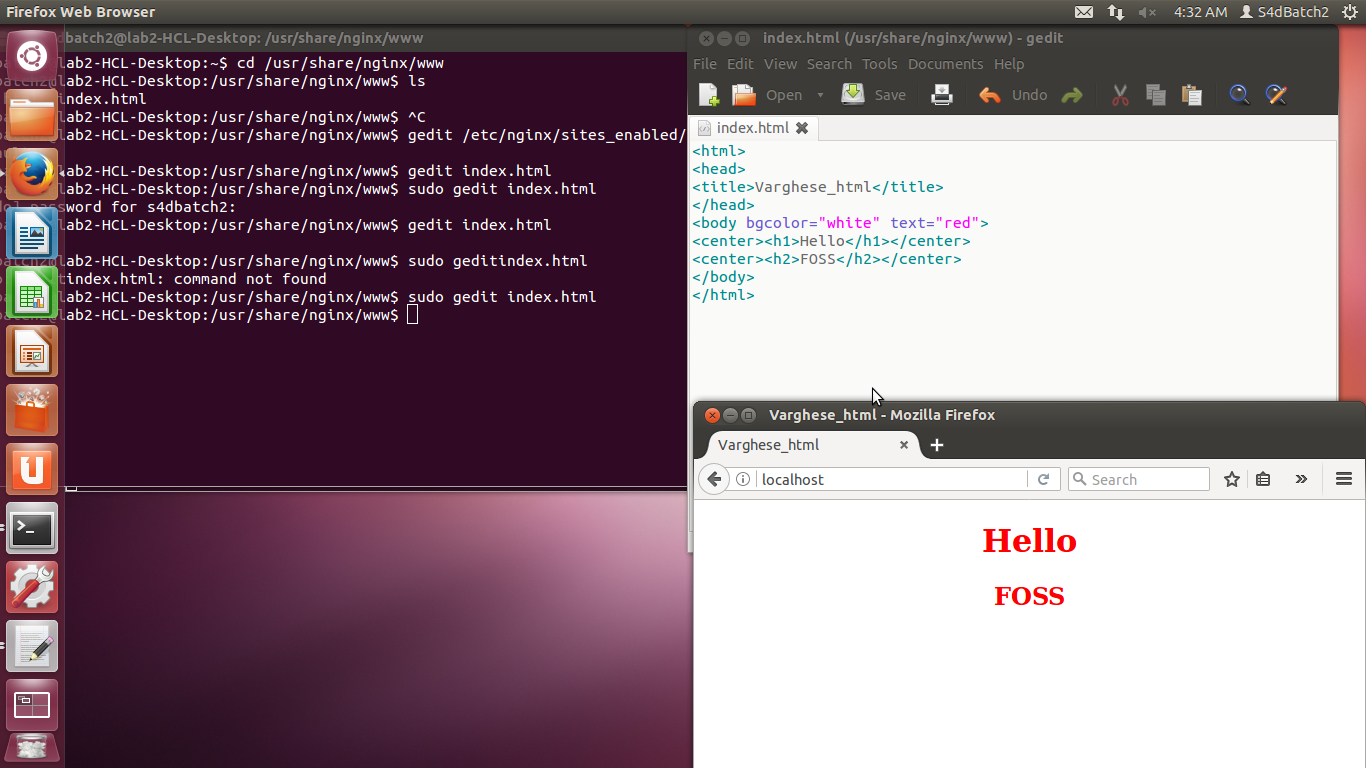 Firefox Web Browser
4:32 AM
S4dBatch2
batch2@lab2-HCL-Desktop: /usr/share/nginx/www
lab2-HCL-Desktop:~$ cd /usr/share/nginx/www
lab2-HCL-Desktop:/usr/share/nginx/www$ ls
index.html
lab2-HCL-Desktop:/usr/share/nginx/www$ ^C
lab2-HCL-Desktop:/usr/share/nginx/www$ gedit /etc/nginx/sites_enabled/
lab2-HCL-Desktop:/usr/share/nginx/www$ gedit index.html
lab2-HCL-Desktop:/usr/share/nginx/www$ sudo gedit index.html
password for s4dbatch2:
lab2-HCL-Desktop:/usr/share/nginx/www$ gedit index.html
lab2-HCL-Desktop:/usr/share/nginx/www$ sudo geditindex.html
index.html: command not found
lab2-HCL-Desktop:/usr/share/nginx/www$ sudo gedit index.html
lab2-HCL-Desktop:/usr/share/nginx/www$
index.html (/usr/share/nginx/www) - gedit
File Edit View Search Tools Documents Help
Open Save Undo
index.html
<html>
<head>
<title>Varghese_html</title>
</head>
<body bgcolor="white" text="red">
<center><h1>Hello</h1></center>
<center><h2>FOSS</h2></center>
</body>
</html>
Varghese_html - Mozilla Firefox
Varghese_html
localhost
Search
Hello
FOSS